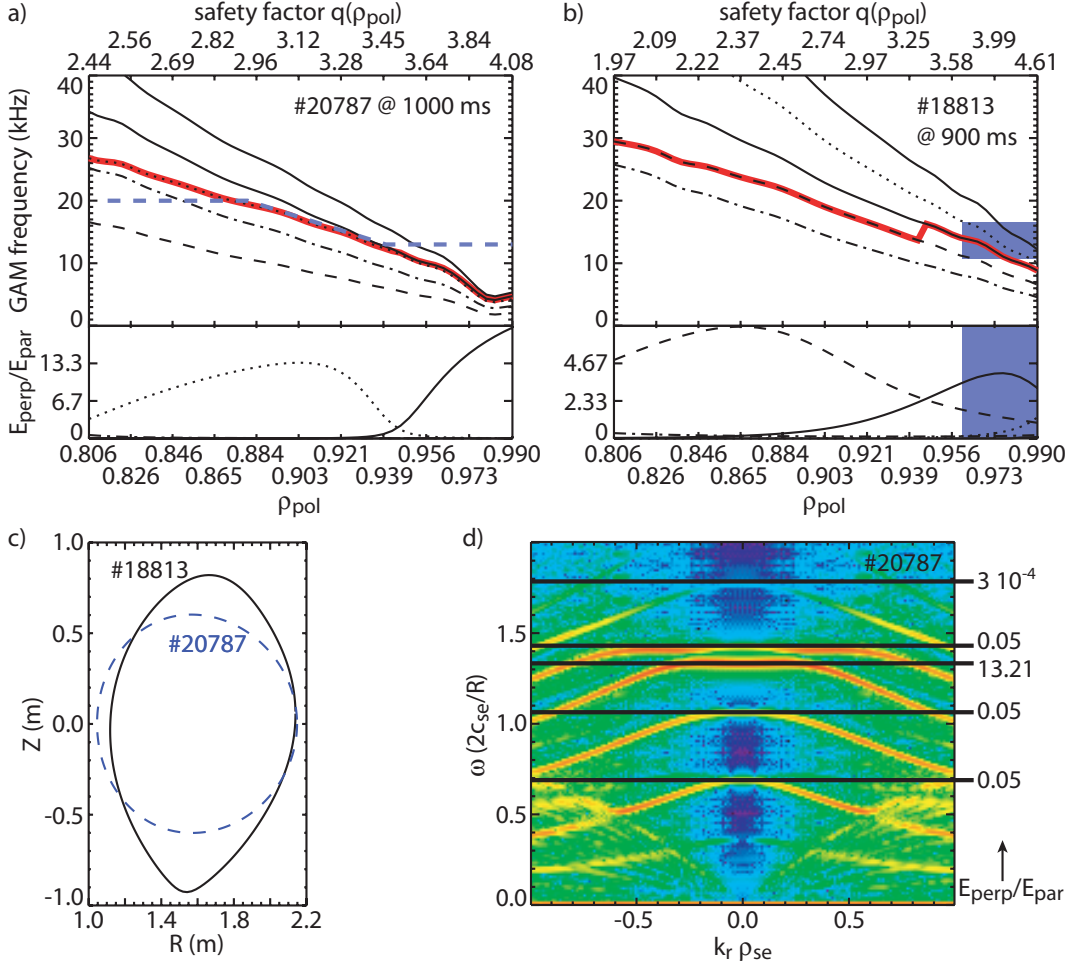 a)
safety factor q(ρpol)
2.56 2.82 3.12 3.45 3.84
2.44 2.69 2.96 3.28 3.64 4.08
GAM frequency (kHz)
40
30
20
10
0
#20787 @ 1000 ms
Eperp/Epar
13.3
6.7
0
0.806 0.846 0.884 0.921 0.956 0.990
0.826 0.865 0.903 0.939 0.973
ρpol
b)
safety factor q(ρpol)
2.09 2.37 2.74 3.25 3.99
1.97 2.22 2.45 2.97 3.58 4.61
40
30
20
10
0
#18813
@ 900 ms
4.67
2.33
0
0.806 0.846 0.884 0.921 0.956 0.990
0.826 0.865 0.903 0.939 0.973
ρpol
c)
#18813
#20787
Z (m)
1.0
0.5
0.0
-0.5
-1.0
1.0 1.4 1.8 2.2
R (m)
d)
#20787
ω (2cse/R)
1.5
1.0
0.5
0.0
-0.5 0.0 0.5
kr ρse
3 10-4
0.05
13.21
0.05
0.05
Eperp/Epar